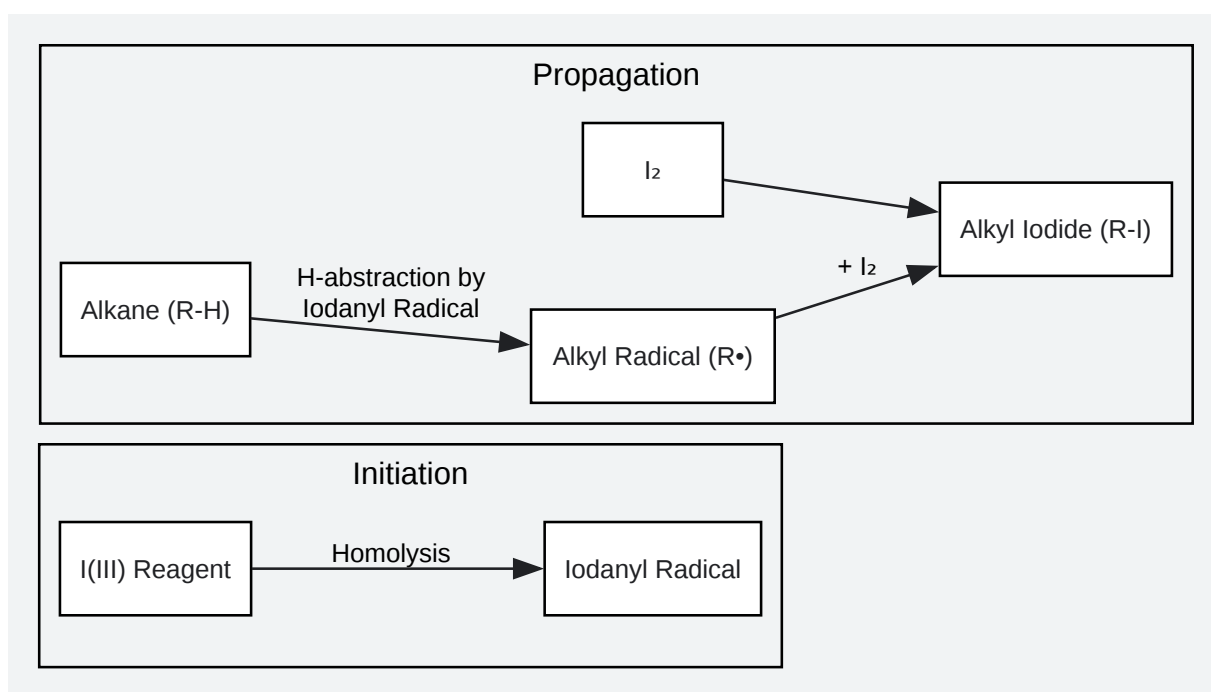 Propagation
I₂
Alkyl Iodide (R-I)
+ I₂
H-abstraction by
Iodanyl Radical
Alkane (R-H)
Alkyl Radical (R•)
Initiation
I(III) Reagent
Homolysis
Iodanyl Radical